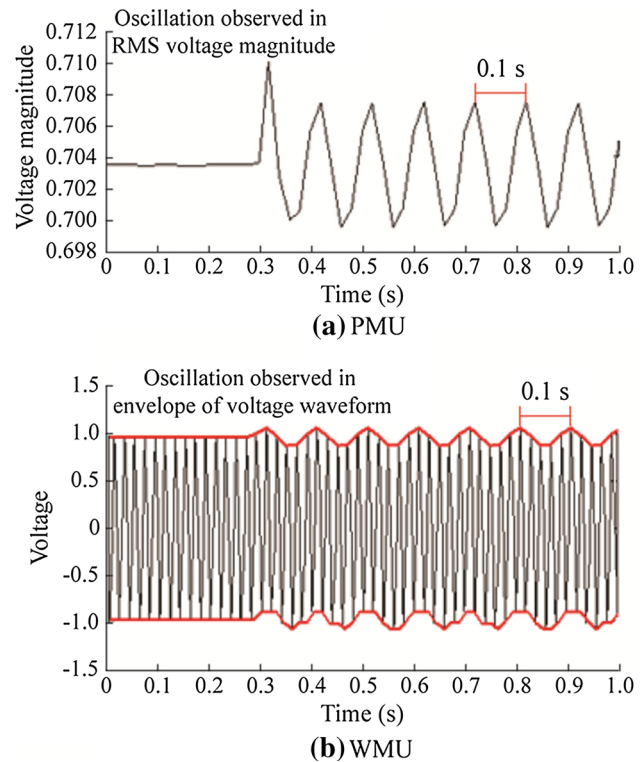 Oscillation observed in
RMS voltage magnitude
0.712
0.710
0.708
0.706
0.704
0.702
0.700
0.698
Voltage magnitude
0.1 s
0 0.1 0.2 0.3 0.4 0.5 0.6 0.7 0.8 0.9 1.0
Time (s)
(a) PMU
Oscillation observed in
envelope of voltage waveform
0.1 s
1.5
1.0
0.5
0
-0.5
-1.0
-1.5
Voltage
0 0.1 0.2 0.3 0.4 0.5 0.6 0.7 0.8 0.9 1.0
Time (s)
(b) WMU